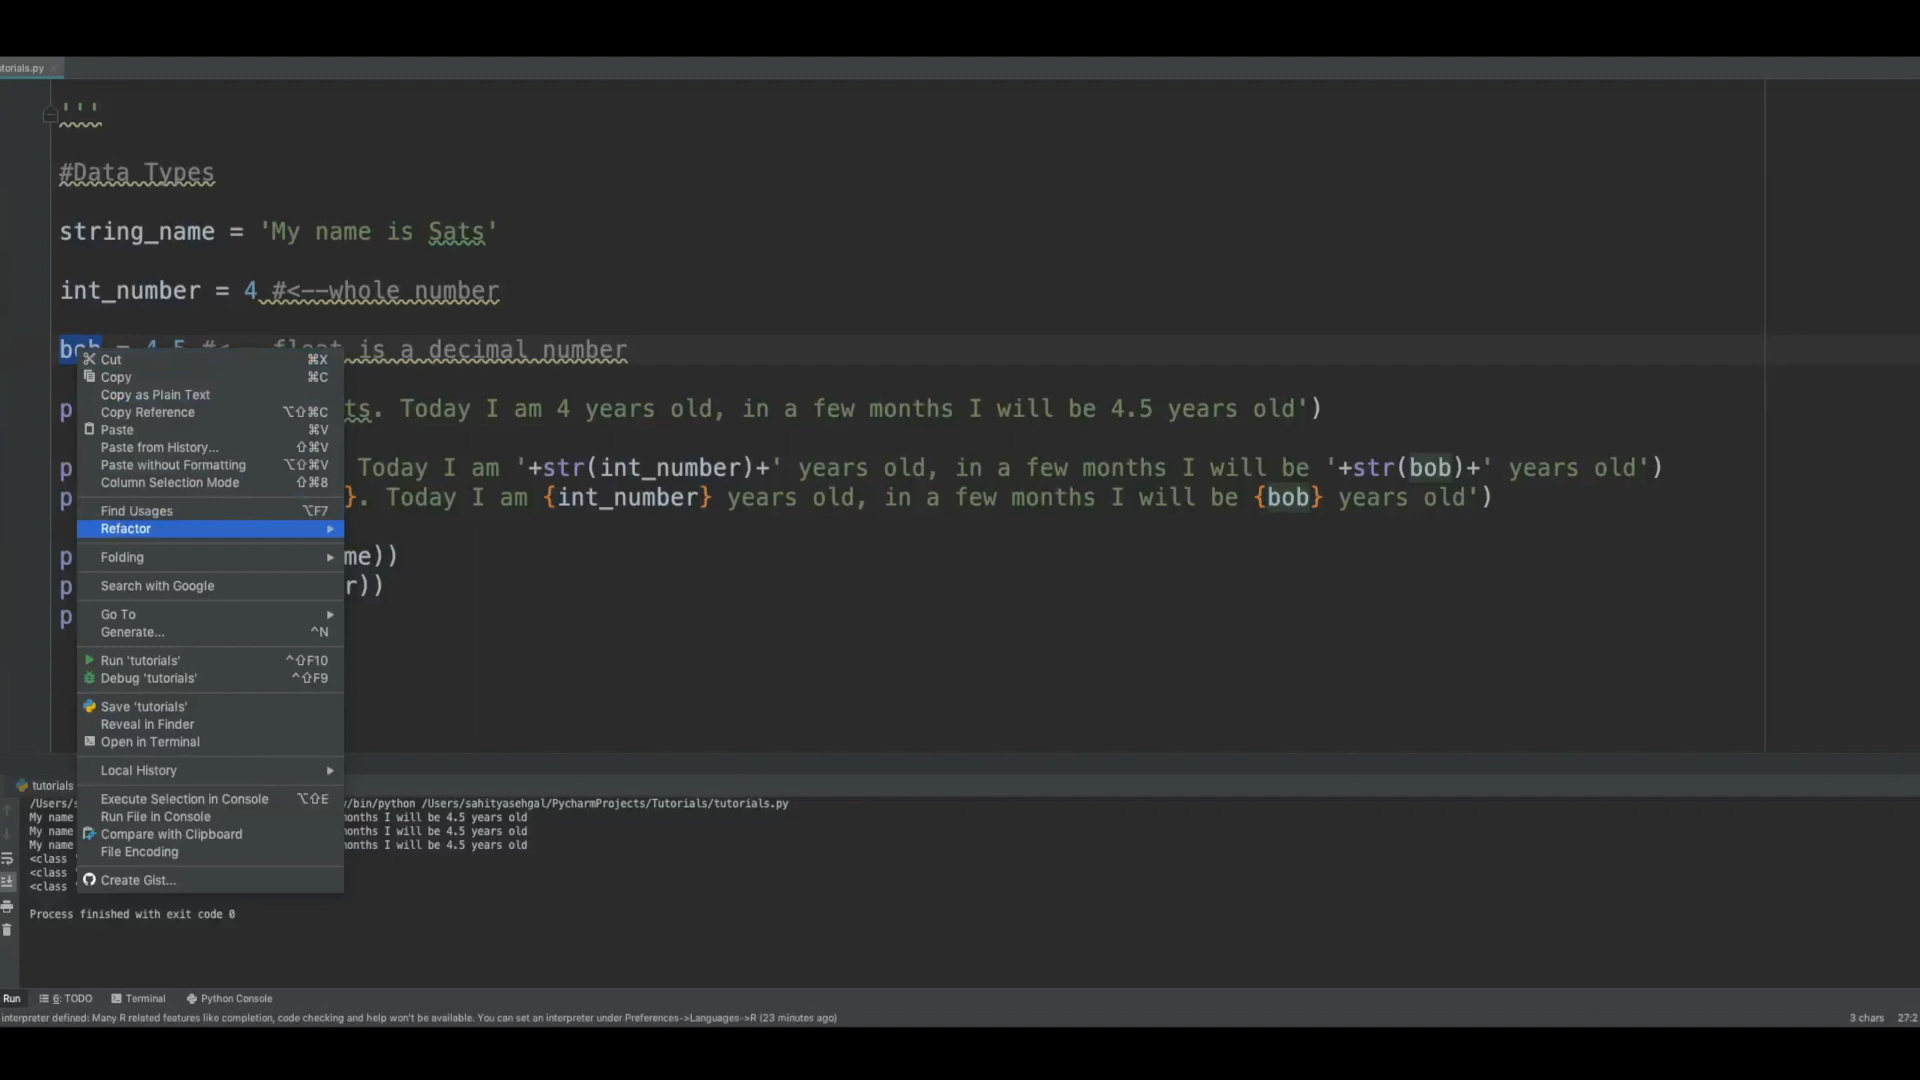 torials.py
'''
#Data Types
string_name = 'My name is Sats'
int_number = 4 #<--whole number
bob = 4.5 #<-- float is a decimal number
p ts. Today I am 4 years old, in a few months I will be 4.5 years old')
p Today I am '+str(int_number)+' years old, in a few months I will be '+str(bob)+' years old')
p }. Today I am {int_number} years old, in a few months I will be {bob} years old')
p me))
p r))
p
Cut ⌘X
Copy ⌘C
Copy as Plain Text
Copy Reference ⌥⇧⌘C
Paste ⌘V
Paste from History... ⇧⌘V
Paste without Formatting ⌥⇧⌘V
Column Selection Mode ⇧⌘8
Find Usages ⌥F7
Refactor
Folding
Search with Google
Go To
Generate... ^N
Run 'tutorials' ^⇧F10
Debug 'tutorials' ^⇧F9
Save 'tutorials'
Reveal in Finder
Open in Terminal
Local History
Execute Selection in Console ⌥⇧E
Run File in Console
Compare with Clipboard
File Encoding
Create Gist...
tutorials
/Users/s /bin/python /Users/sahityasehgal/PycharmProjects/Tutorials/tutorials.py
My name onths I will be 4.5 years old
My name onths I will be 4.5 years old
My name onths I will be 4.5 years old
<class '
<class '
<class '
Process finished with exit code 0
Run 6: TODO Terminal Python Console
interpreter defined: Many R related features like completion, code checking and help won't be available. You can set an interpreter under Preferences->Languages->R (23 minutes ago)
3 chars 27:2